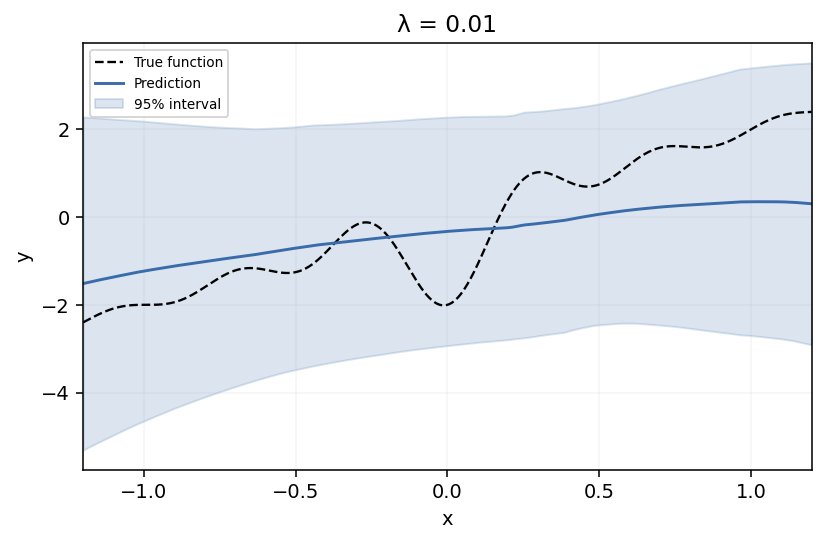 λ = 0.01
True function
Prediction
95% interval
y
2
0
−2
−4
−1.0
−0.5
0.0
0.5
1.0
x